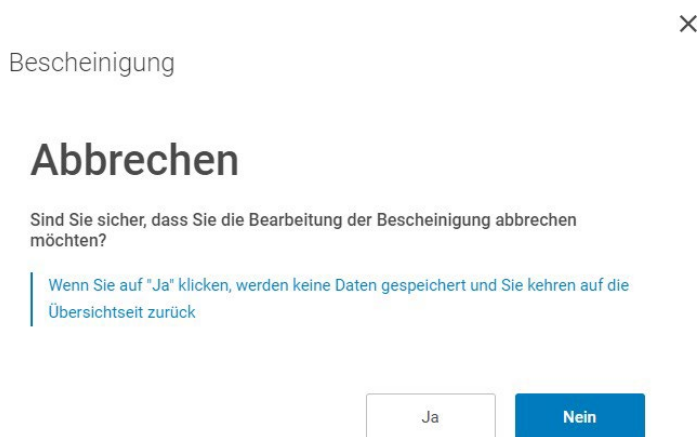 Bescheinigung
Abbrechen
Sind Sie sicher, dass Sie die Bearbeitung der Bescheinigung abbrechen
möchten?
Wenn Sie auf "Ja" klicken, werden keine Daten gespeichert und Sie kehren auf die
Übersichtseit zurück
Ja
Nein